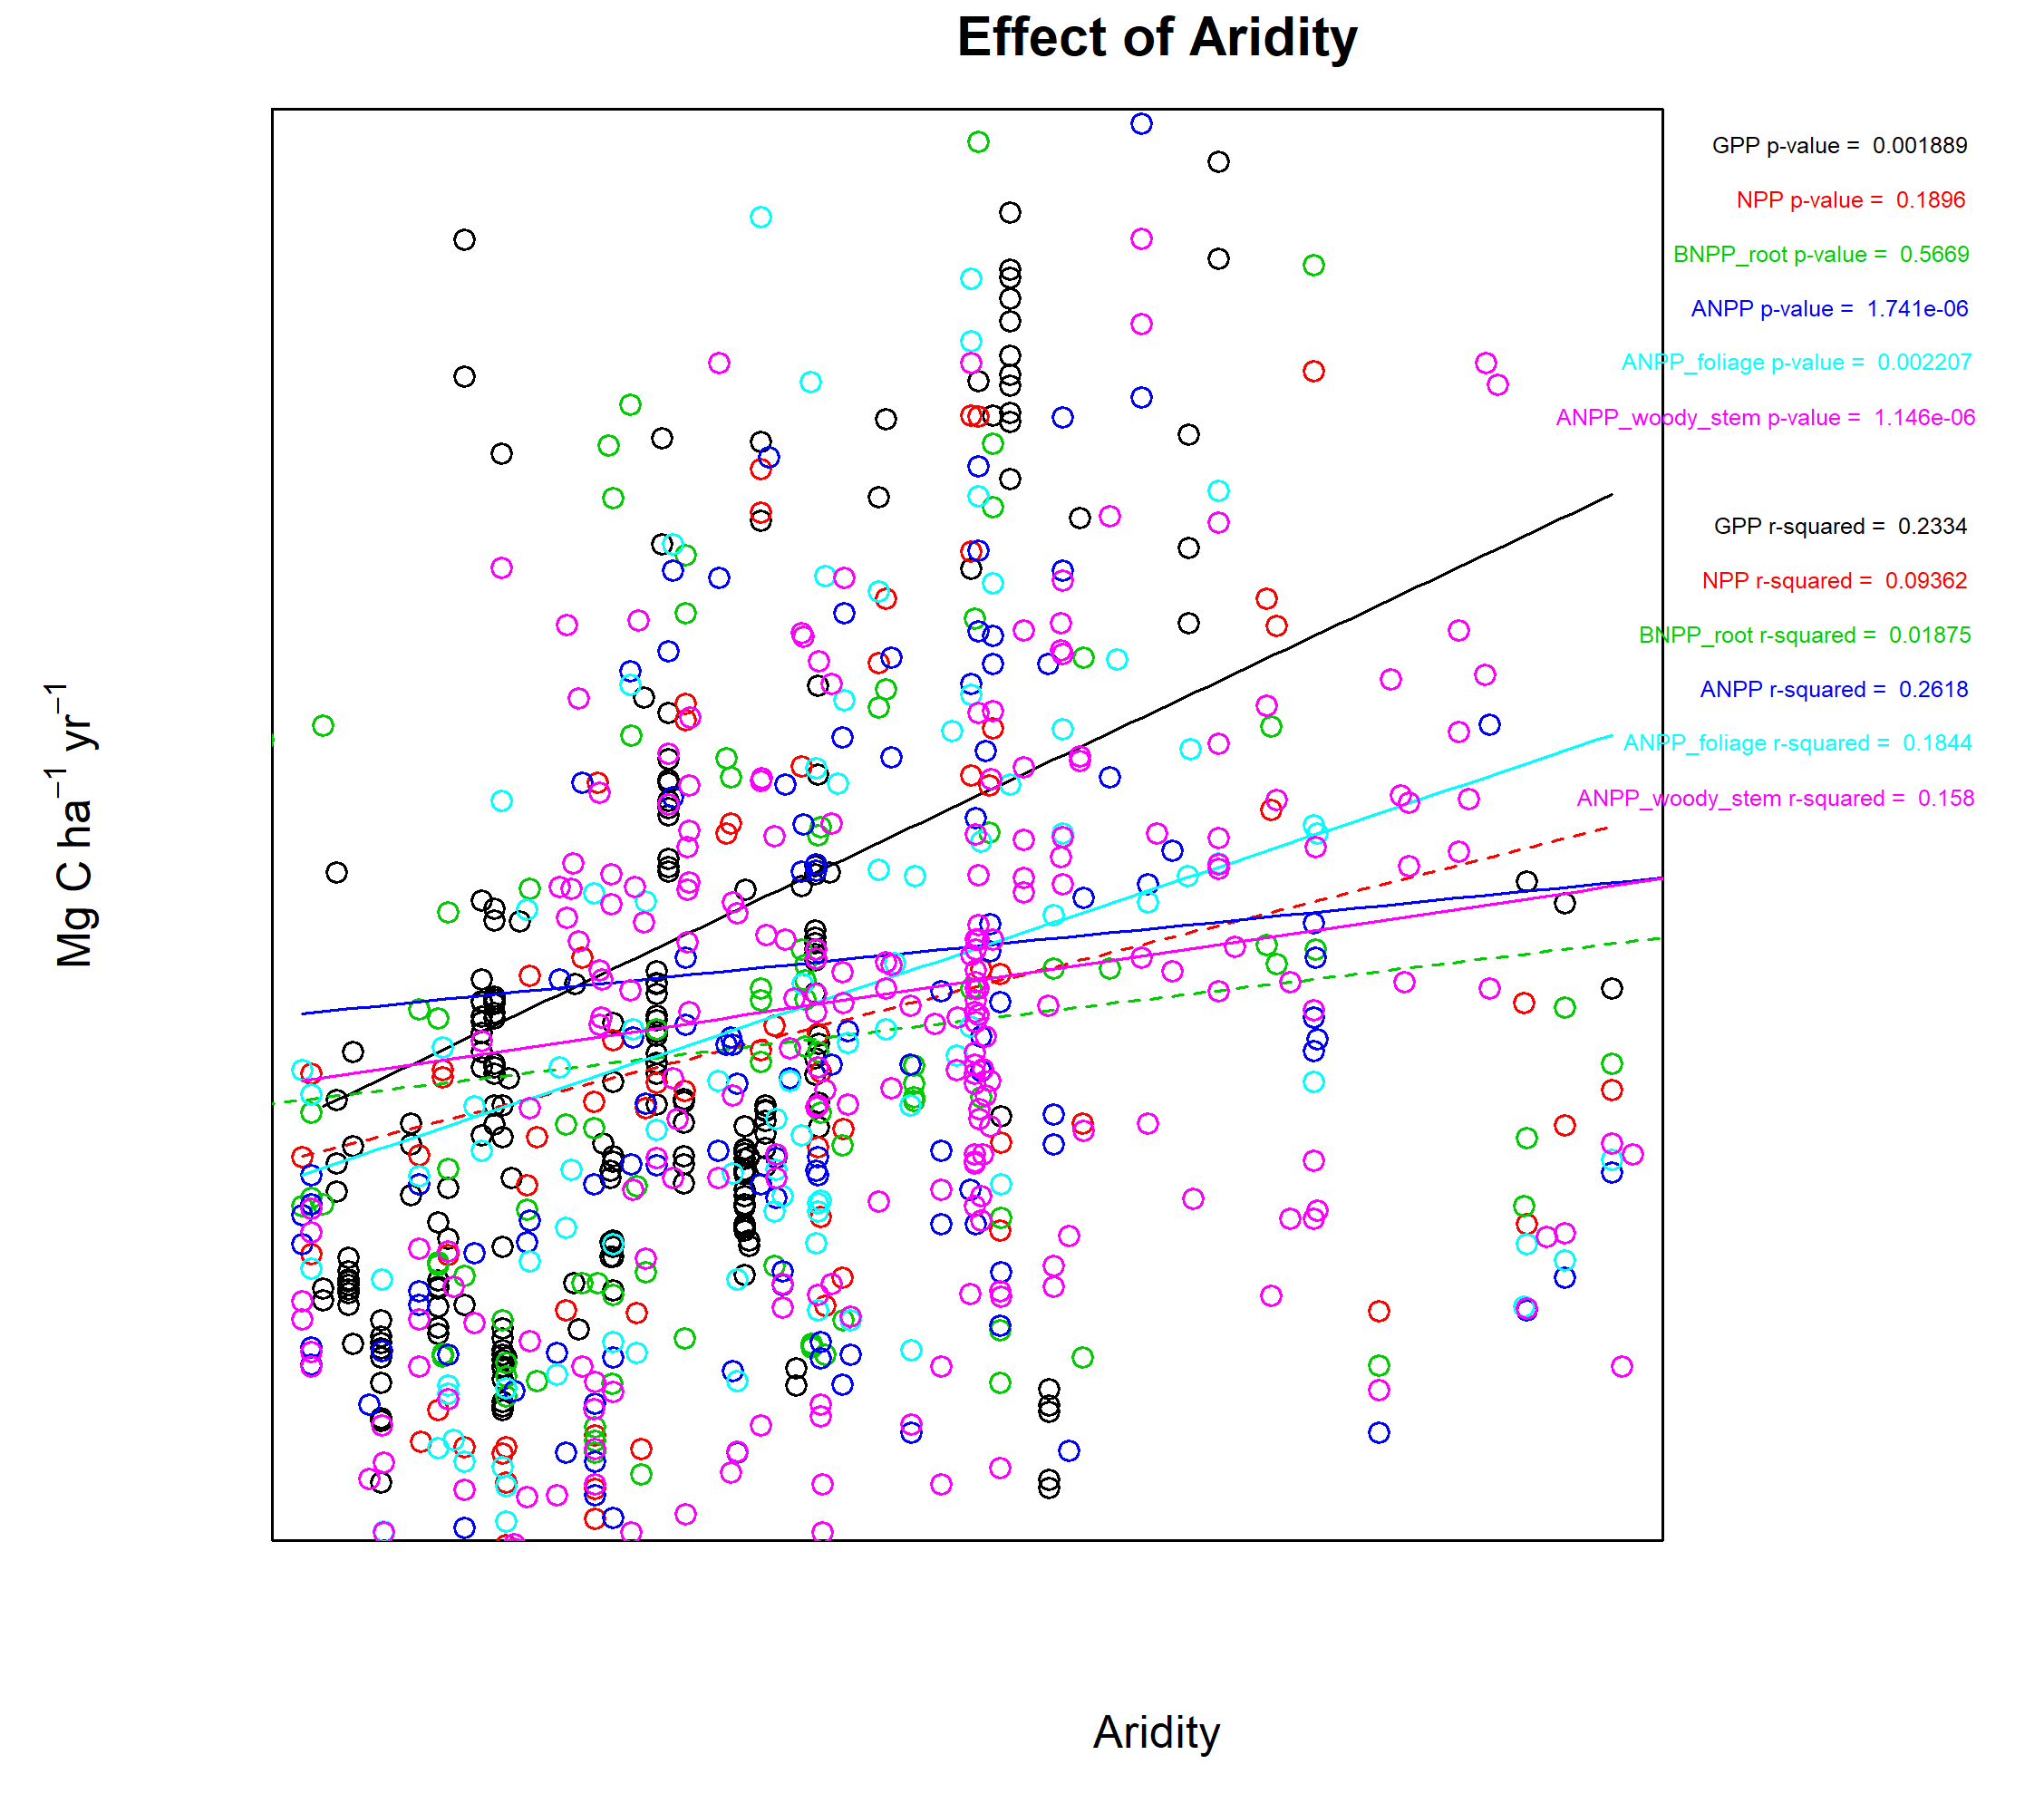 Effect of Aridity
GPP p-value = 0.001889
NPP p-value = 0.1896
BNPP_root p-value = 0.5669
ANPP p-value = 1.741e-06
ANPP_foliage p-value = 0.002207
ANPP_woody_stem p-value = 1.146e-06
GPP r-squared = 0.2334
NPP r-squared = 0.09362
BNPP_root r-squared = 0.01875
ANPP r-squared = 0.2618
ANPP_foliage r-squared = 0.1844
ANPP_woody_stem r-squared = 0.158
Mg C ha⁻¹ yr⁻¹
Aridity